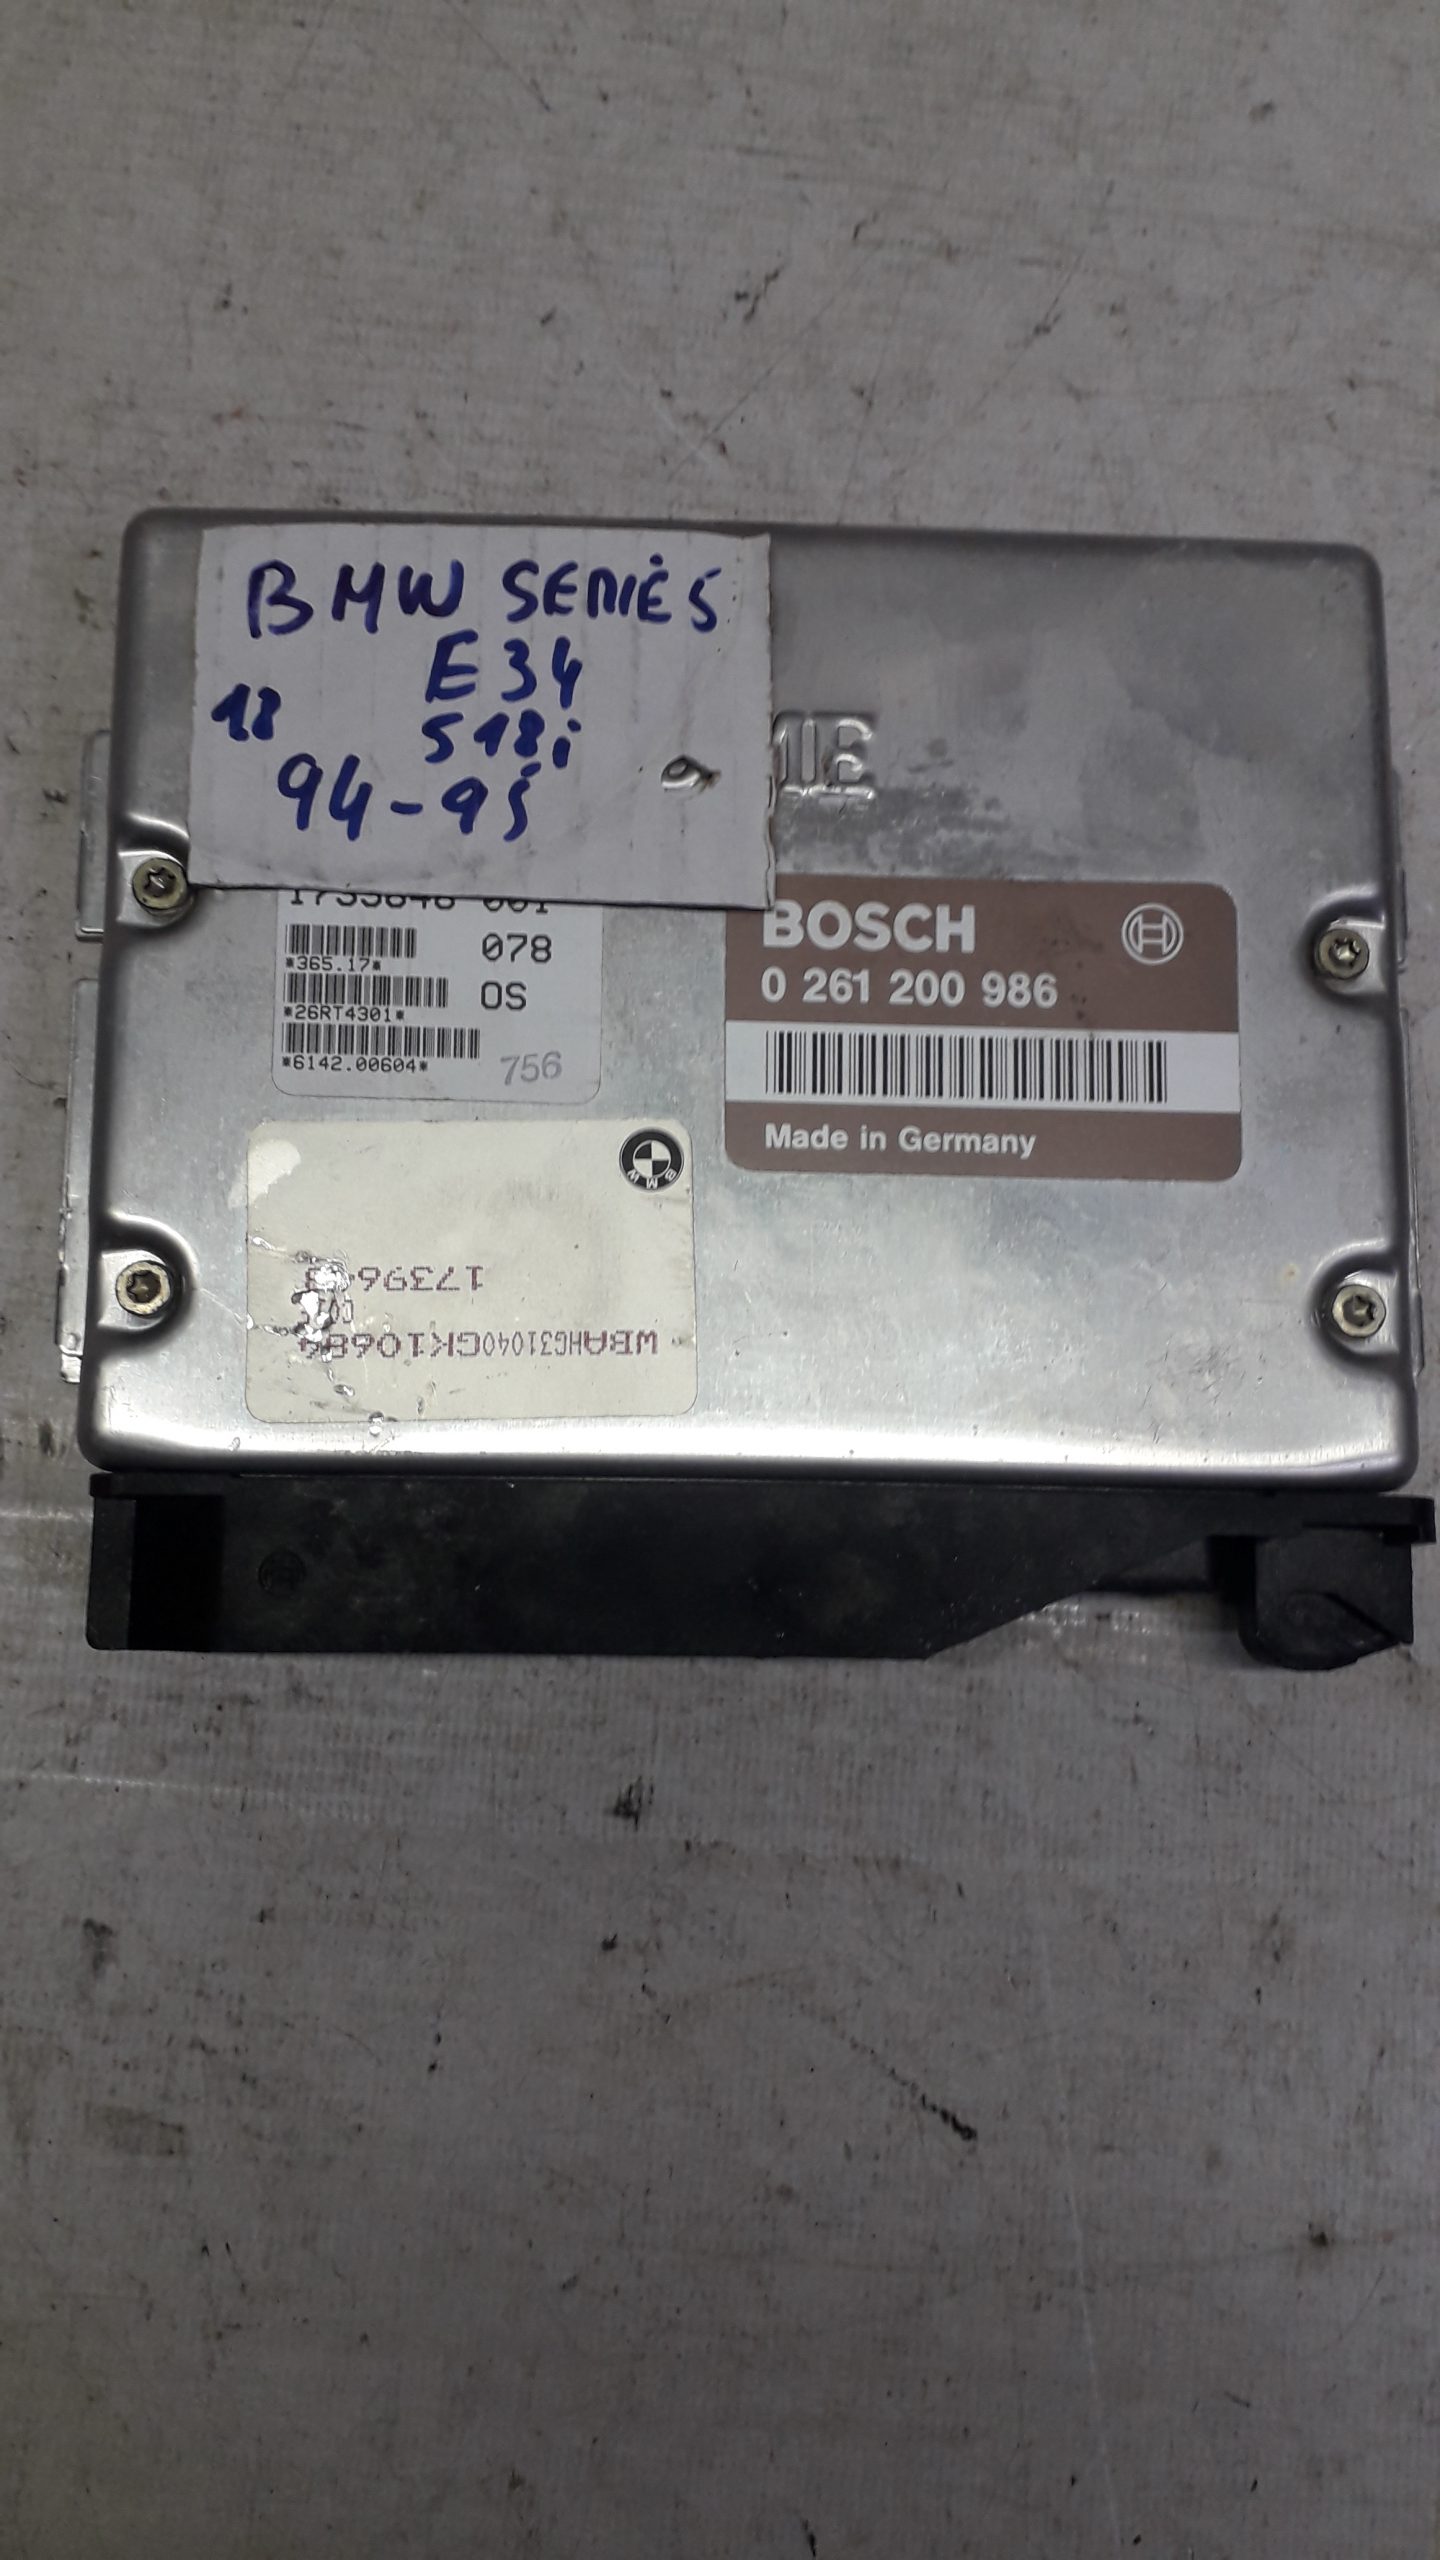 BMW SERIES
E34
18 518i
94-95
BOSCH
0 261 200 986
Made in Germany
078
*365.17*
OS
*26RT4301*
*6142.00604*
756
BMW